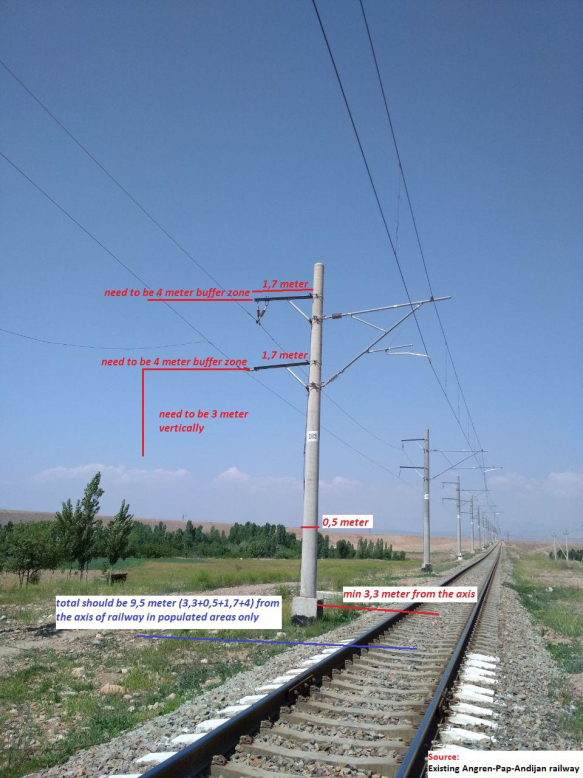 1,7 meter
need to be 4 meter buffer zone
1,7 meter
need to be 4 meter buffer zone
need to be 3 meter
vertically
0,5 meter
min 3,3 meter from the axis
total should be 9,5 meter (3,3+0,5+1,7+4) from
the axis of railway in populated areas only
Source:
Existing Angren-Pap-Andijan railway